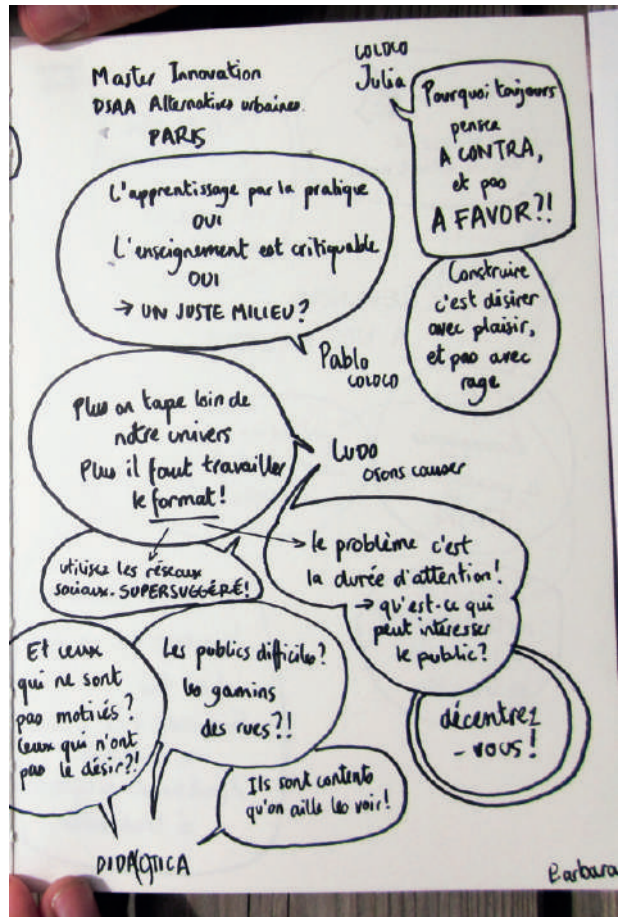 Master Innovation
DSAA Alternatives urbaines.
PARIS
COLOCO
Julia
Pourquoi toujours
penser
A CONTRA,
et pas
A FAVOR?!
L'apprentissage par la pratique
OUI
L'enseignement est critiquable
OUI
→ UN JUSTE MILIEU?
Pablo
COLOCO
Construire
c'est désirer
avec plaisir,
et pas avec
rage
Plus on tape loin de
notre univers
Plus il faut travailler
le format!
LUDO
osons causer
utilisez les réseaux
sociaux. SUPERSUGGÉRÉ!
le problème c'est
la durée d'attention!
→ qu'est-ce qui
peut intéresser
le public?
décentrez
-vous!
Et ceux
qui ne sont
pas motivés?
Ceux qui n'ont
pas le désir?!
Les publics difficiles?
les gamins
des rues?!
Ils sont contents
qu'on aille les voir!
DIDACTICA
Barbara